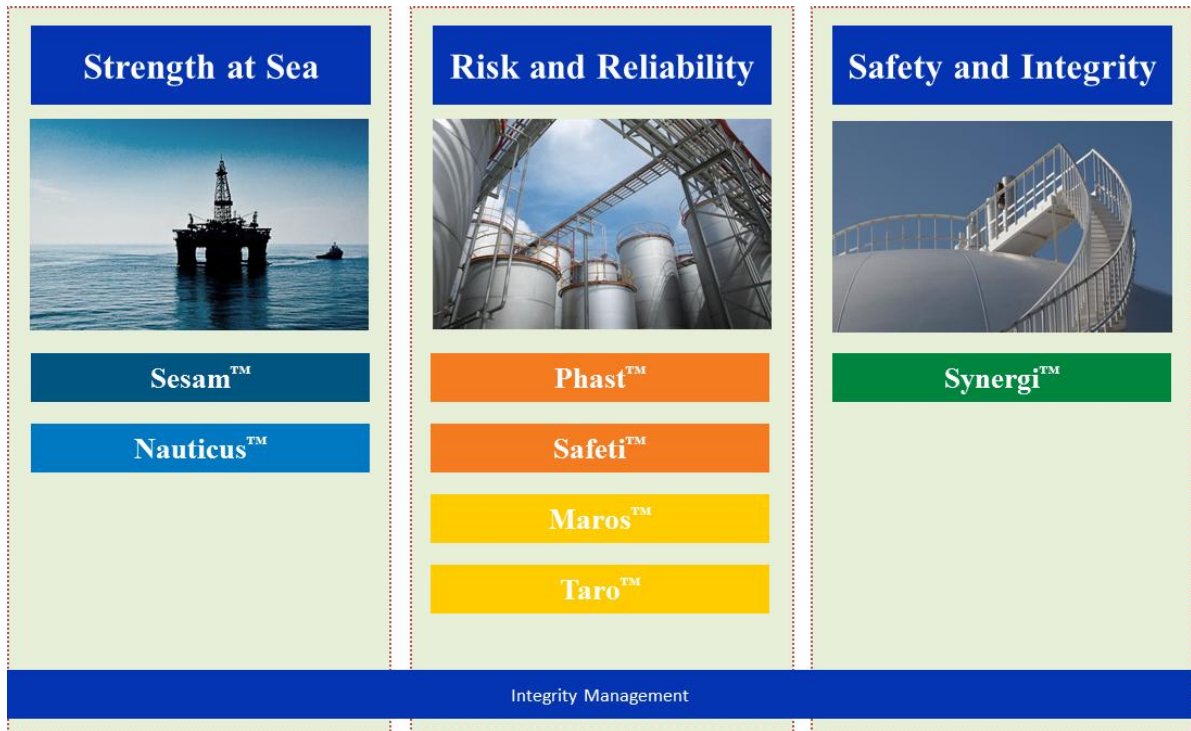 Strength at Sea
Risk and Reliability
Safety and Integrity
Sesam™
Nauticus™
Phast™
Safeti™
Maros™
Taro™
Synergi™
Integrity Management